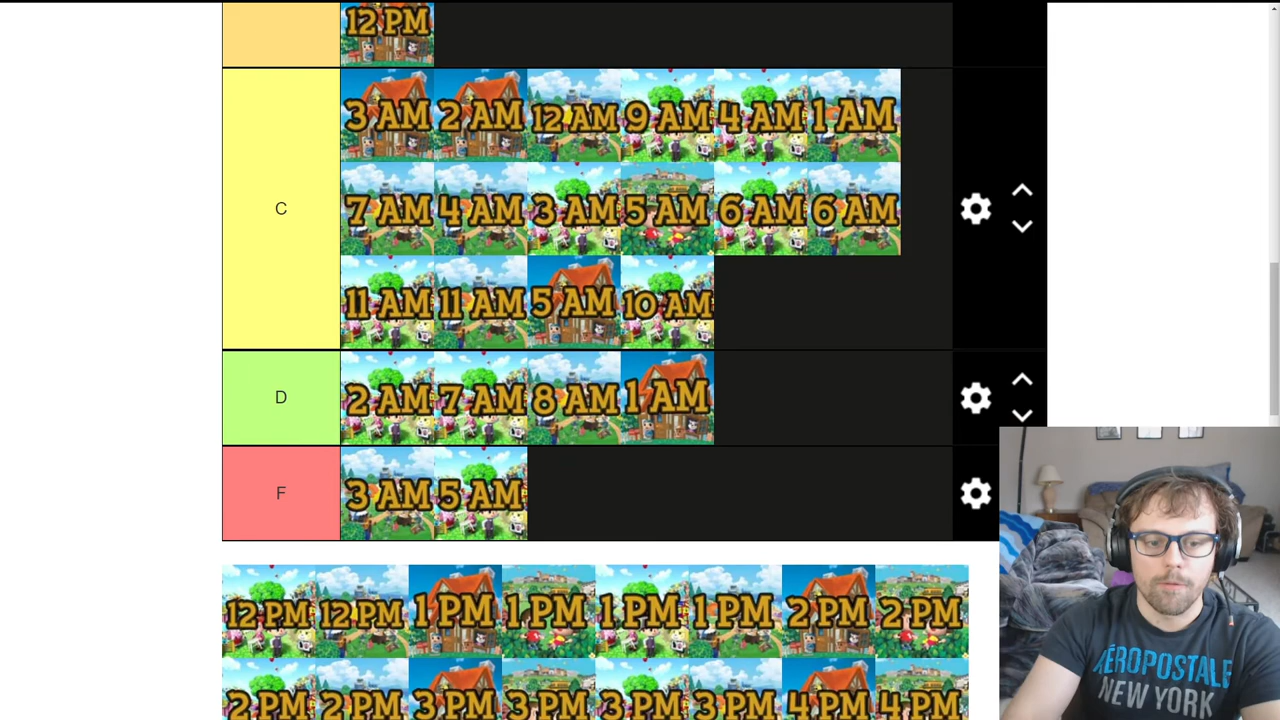 12 PM
C
3 AM 2 AM 12 AM 9 AM 4 AM 1 AM
7 AM 4 AM 3 AM 5 AM 6 AM 6 AM
11 AM 11 AM 5 AM 10 AM
D
2 AM 7 AM 8 AM 1 AM
F
3 AM 5 AM
12 PM 12 PM 1 PM 1 PM 1 PM 1 PM 2 PM 2 PM
2 PM 2 PM 3 PM 3 PM 3 PM 3 PM 4 PM 4 PM
AÉROPOSTALE
NEW YORK